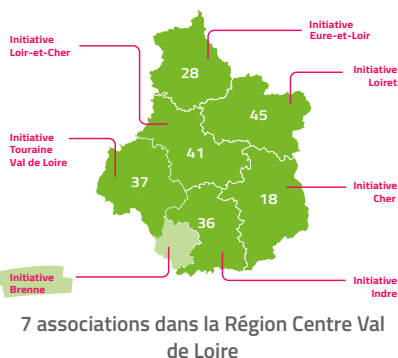 Initiative
Eure-et-Loir
Initiative
Loir-et-Cher
28
Initiative
Loiret
45
Initiative
Touraine
Val de Loire
41
37
18
Initiative
Cher
36
Initiative
Brenne
Initiative
Indre
7 associations dans la Région Centre Val
de Loire